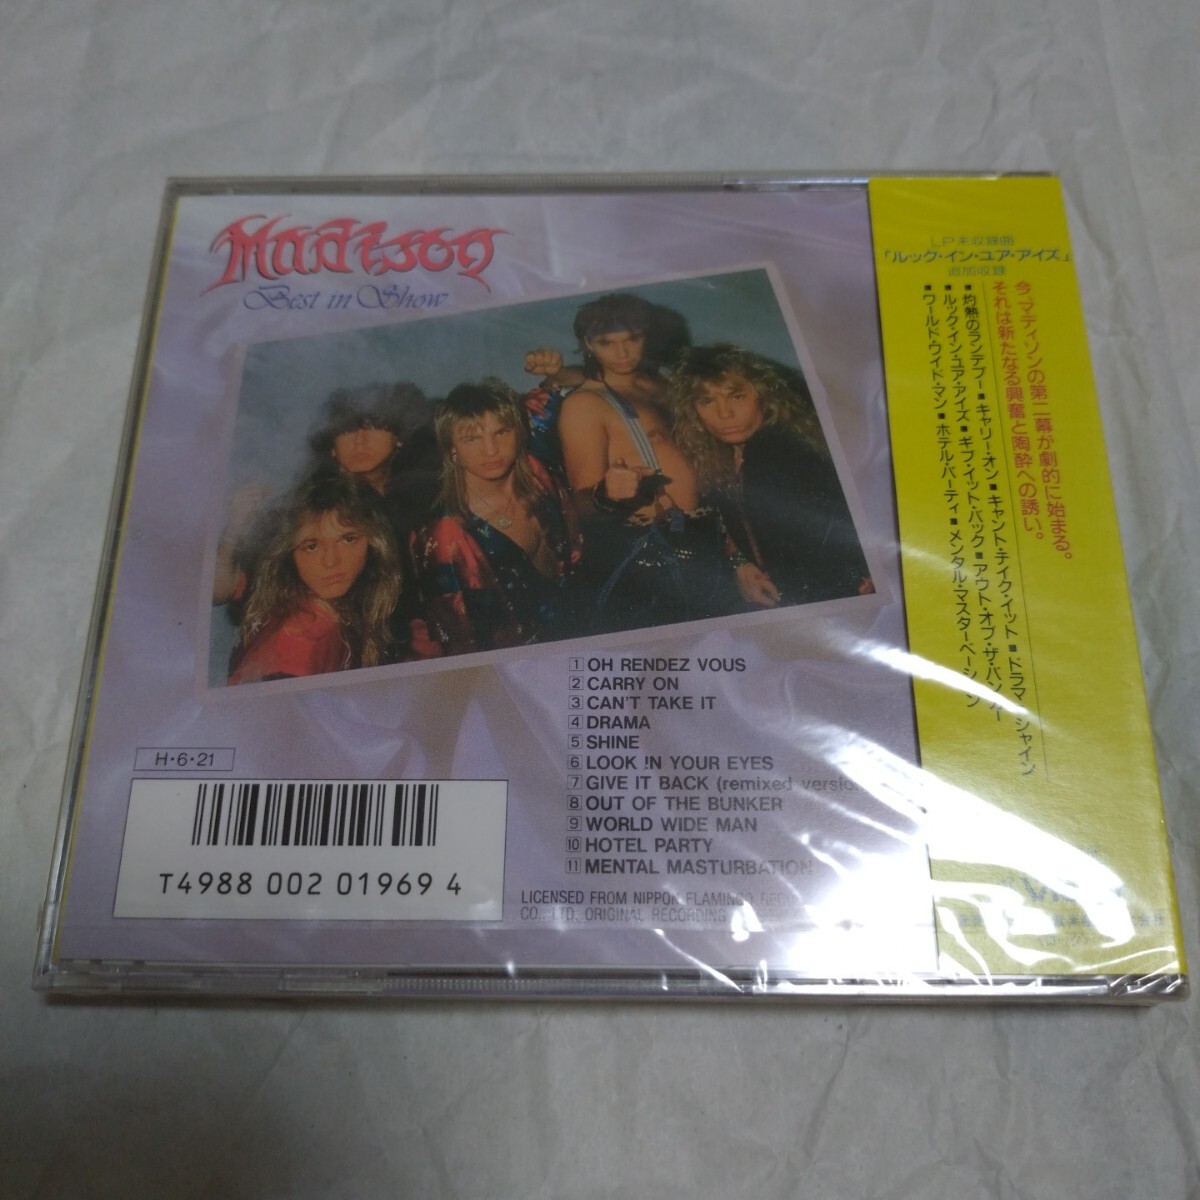 Madison
Best in Show
1 OH RENDEZ VOUS
2 CARRY ON
3 CAN'T TAKE IT
4 DRAMA
5 SHINE
6 LOOK IN YOUR EYES
7 GIVE IT BACK (remixed version
8 OUT OF THE BUNKER
9 WORLD WIDE MAN
10 HOTEL PARTY
11 MENTAL MASTURBATION
H・6・21
T4988 002 01969 4
LICENSED FROM NIPPON FLAMINGO RECO
CO., LTD. ORIGINAL RECORDING
LP未収録曲
「ルック・イン・ユア・アイズ」
追加収録
今、マディソンの第二幕が劇的に始まる。
それは新たなる興奮と陶酔への誘い。
■灼熱のランデブー■キャリー・オン■キャント・テイク・イット■ドラマ■シャイン
■ルック・イン・ユア・アイズ■ギブ・イット・バック■アウト・オブ・ザ・バンカー
■ワールド・ワイド・マン■ホテル・パーティ■メンタル・マスターベーション